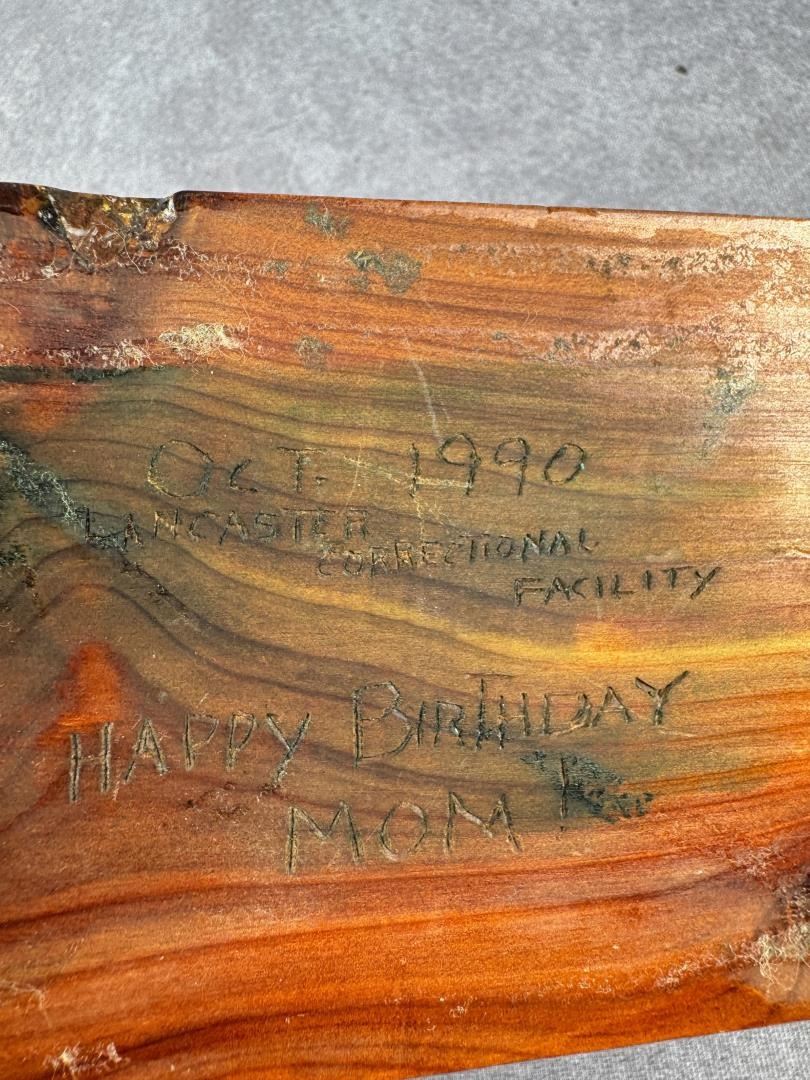 OCT. 1990
LANCASTER
CORRECTIONAL
FACILITY
HAPPY BIRTHDAY
MOM!